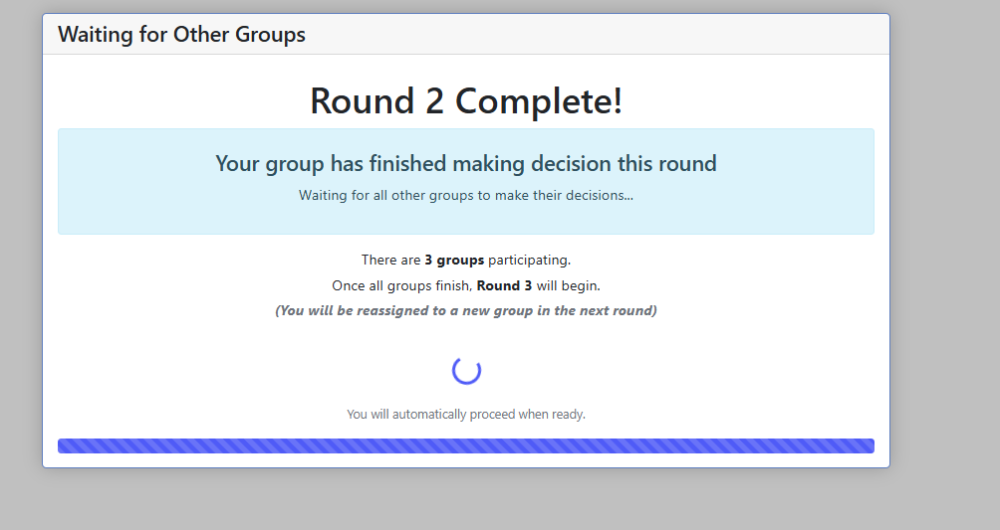 Waiting for Other Groups
Round 2 Complete!
Your group has finished making decision this round
Waiting for all other groups to make their decisions...
There are 3 groups participating.
Once all groups finish, Round 3 will begin.
(You will be reassigned to a new group in the next round)
You will automatically proceed when ready.